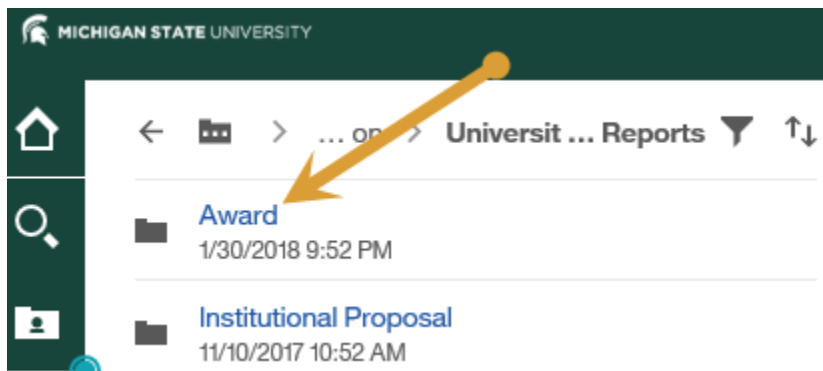 MICHIGAN STATE UNIVERSITY
> ... on > Universit ... Reports
Award
1/30/2018 9:52 PM
Institutional Proposal
11/10/2017 10:52 AM